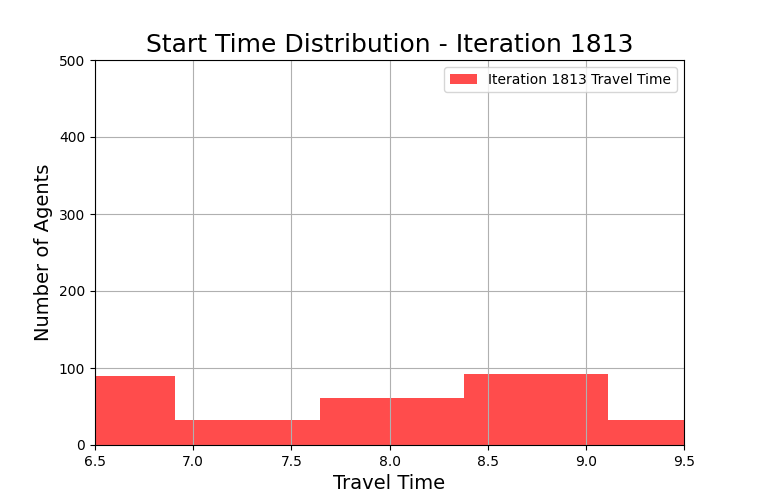 Start Time Distribution - Iteration 1813
Iteration 1813 Travel Time
Number of Agents
500
400
300
200
100
0
6.5 7.0 7.5 8.0 8.5 9.0 9.5
Travel Time